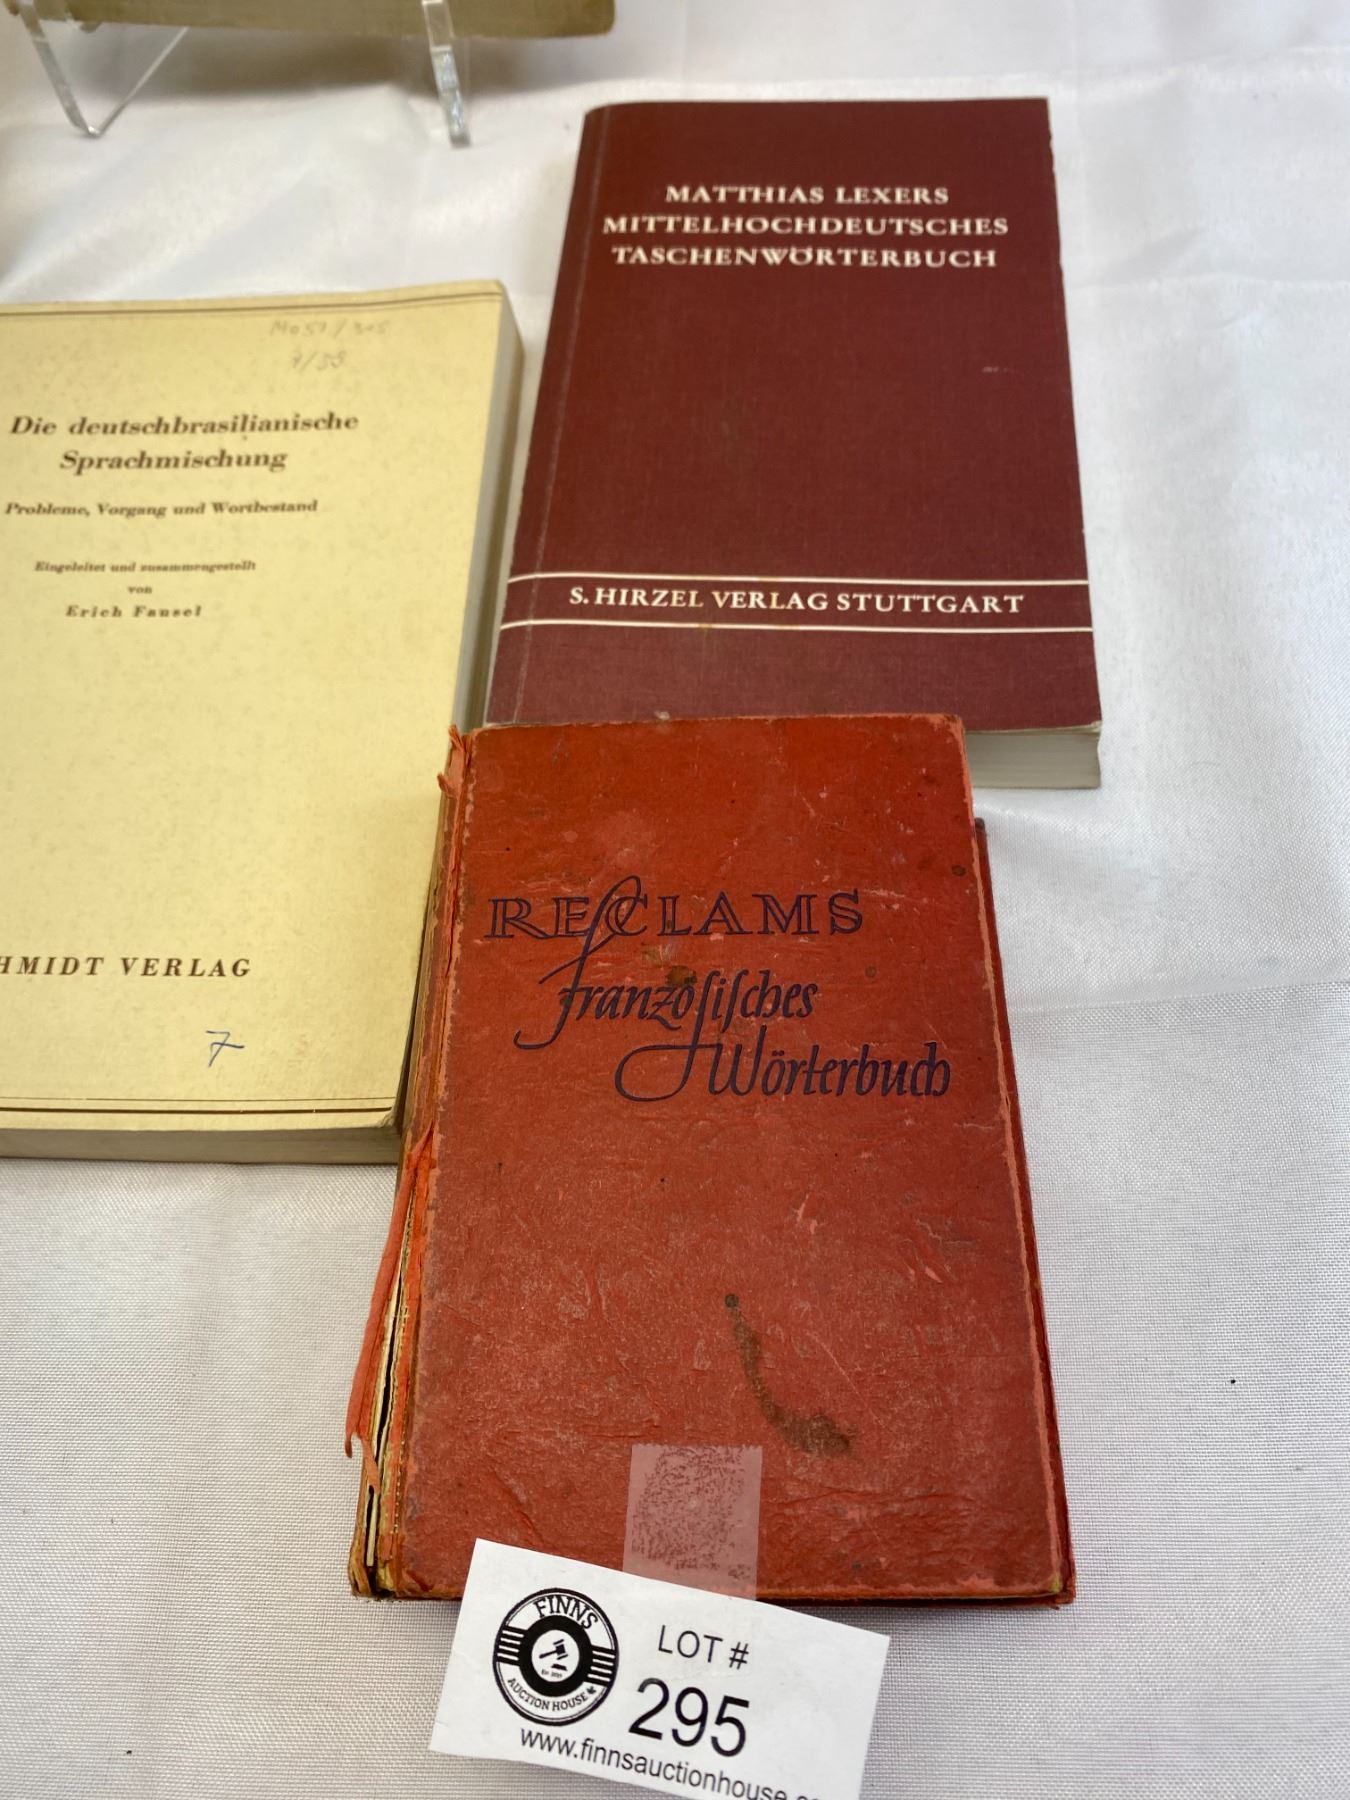 MATTHIAS LEXERS
MITTELHOCHDEUTSCHES
TASCHENWÖRTERBUCH
S. HIRZEL VERLAG STUTTGART
Die deutschbrasilianische
Sprachmischung
Probleme, Vorgang und Wortbestand
Eingeleitet und zusammengestellt
von
Erich Fausel
HMIDT VERLAG
7
RECLAMS
franzöſiſches
Wörterbuch
FINNS
AUCTION HOUSE
LOT #
295
www.finnsauctionhouse.c